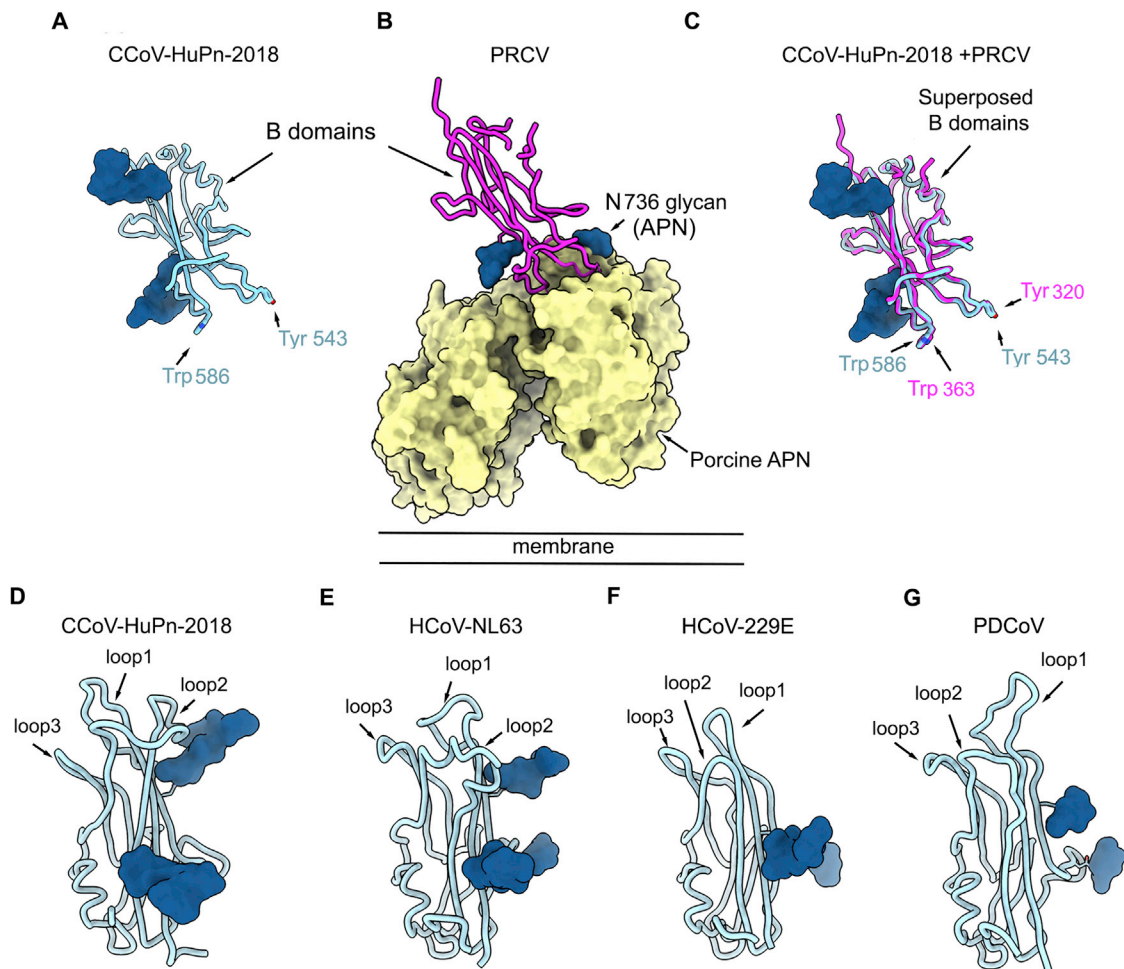 A
CCoV-HuPn-2018
B
PRCV
C
CCoV-HuPn-2018 +PRCV
B domains
Superposed
B domains
N736 glycan
(APN)
Tyr 543
Trp 586
Tyr 320
Trp 586
Tyr 543
Trp 363
Porcine APN
membrane
D
CCoV-HuPn-2018
E
HCoV-NL63
F
HCoV-229E
G
PDCoV
loop1
loop2
loop3
loop1
loop3
loop2
loop2
loop1
loop3
loop1
loop2
loop3